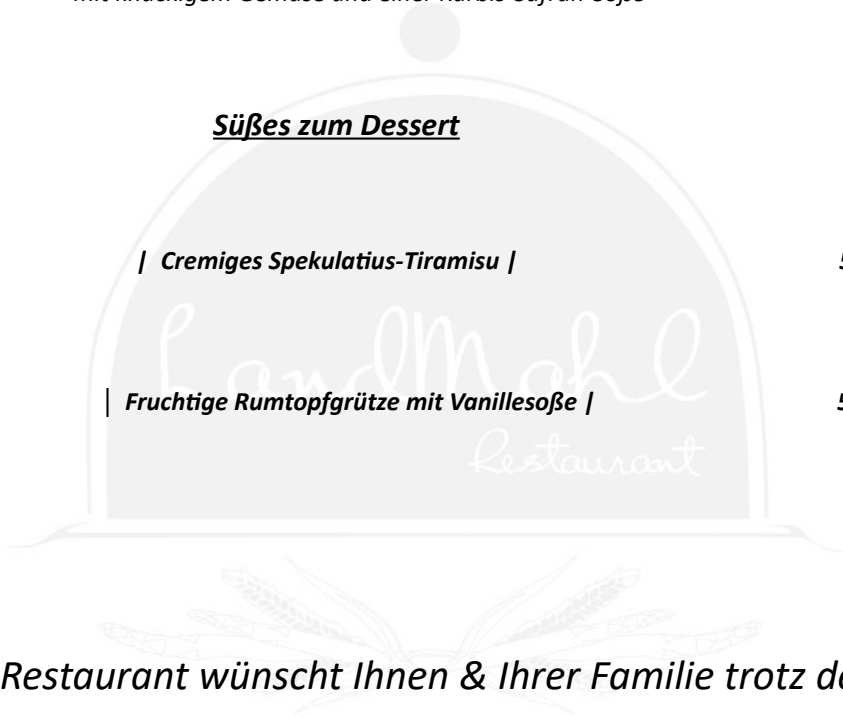 Süßes zum Dessert
| Cremiges Spekulatius-Tiramisu | 5
LandMahl
| Fruchtige Rumtopfgrütze mit Vanillesoße | 5
Restaurant
Restaurant wünscht Ihnen & Ihrer Familie trotz de